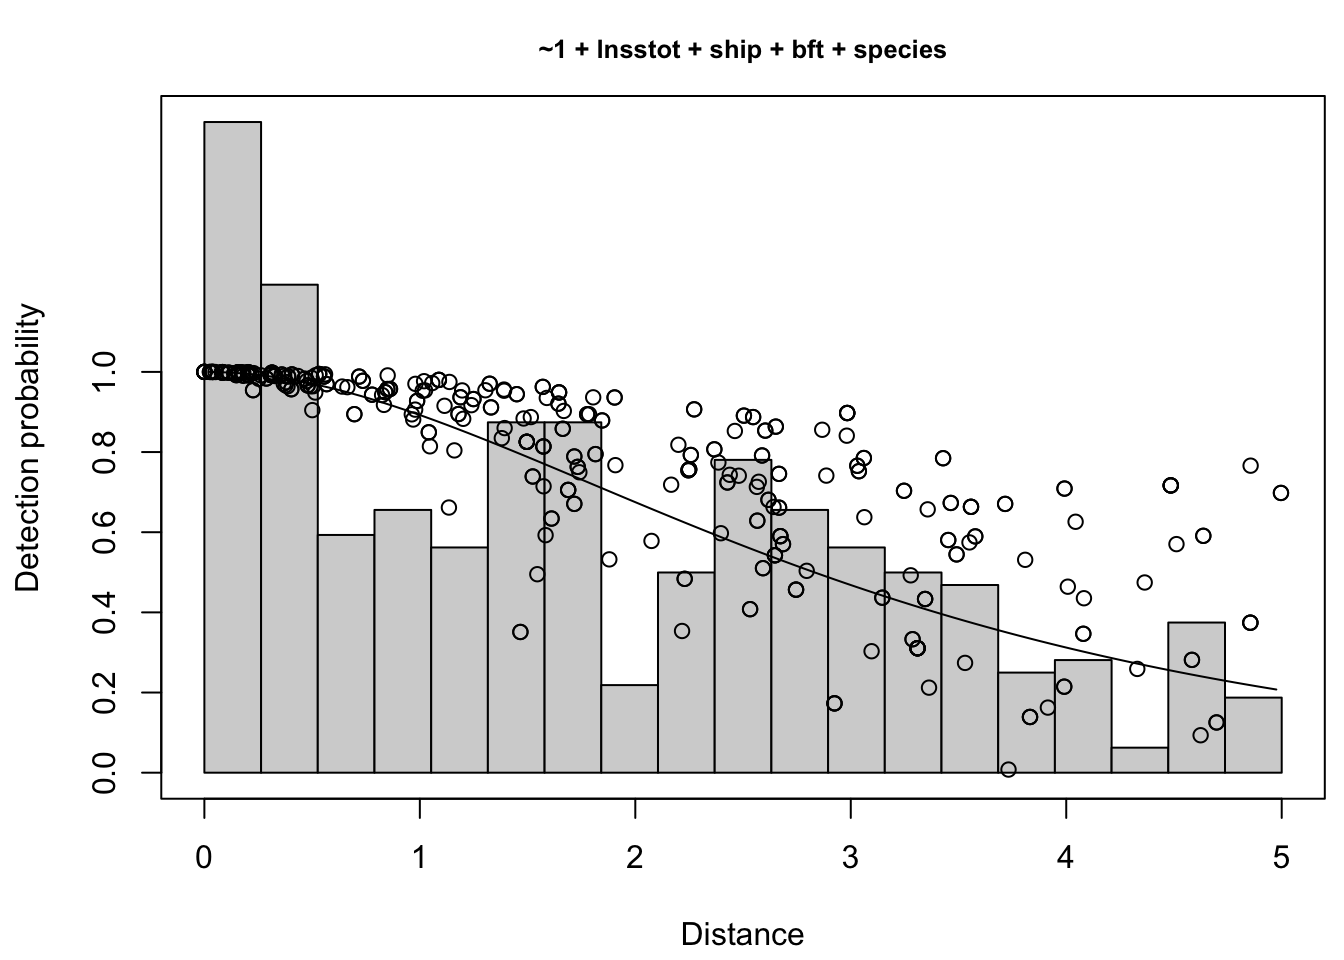 ~1 + lnsstot + ship + bft + species
Detection probability
1.0
0.8
0.6
0.4
0.2
0.0
0 1 2 3 4 5
Distance